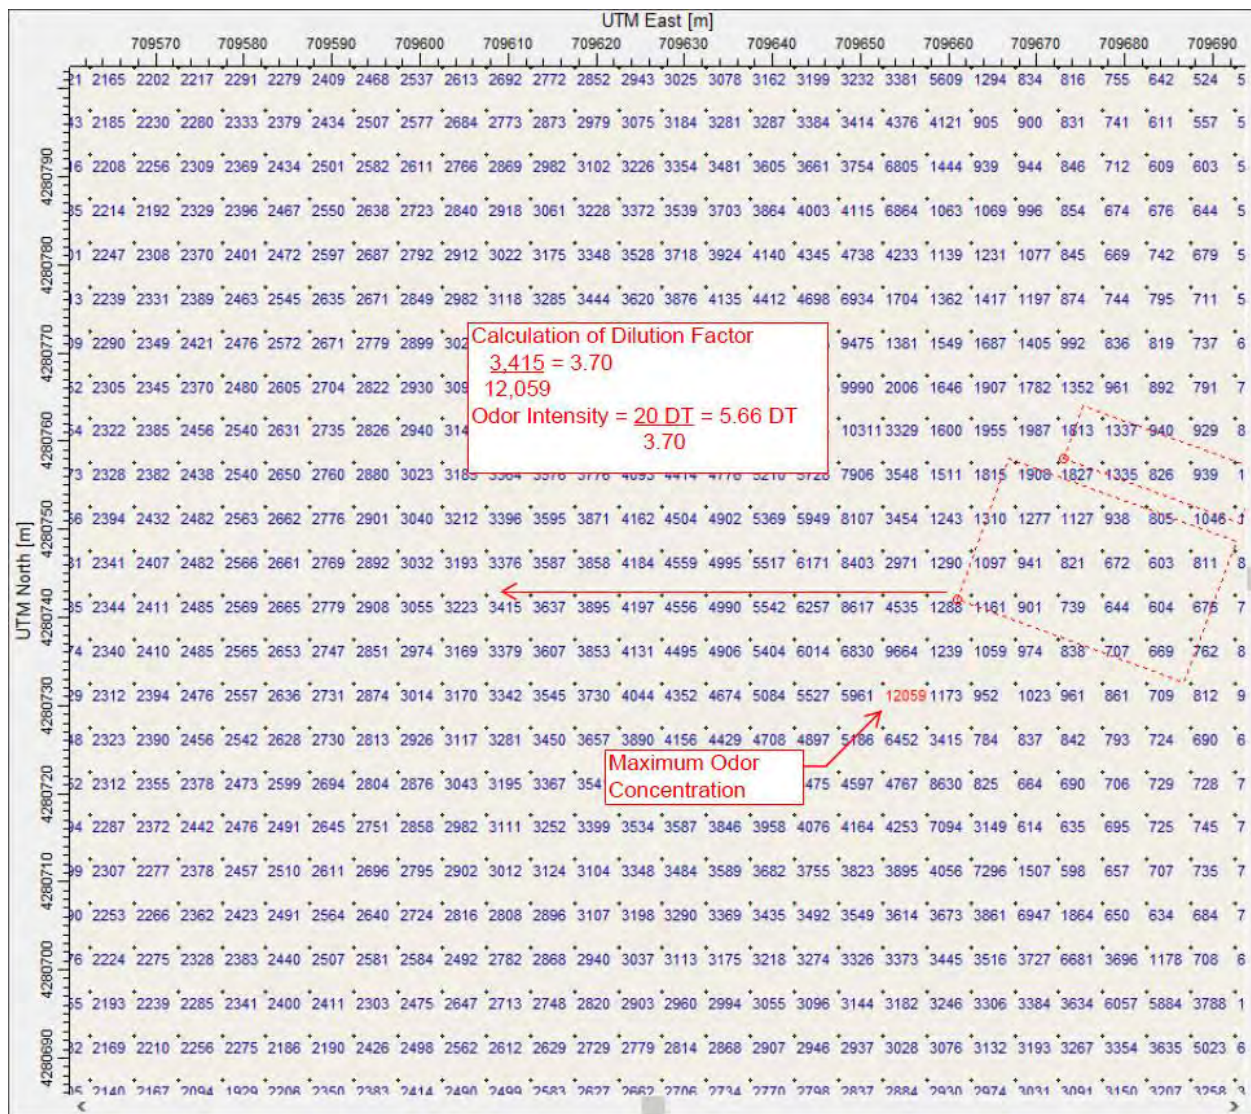 UTM East [m]
709570 709580 709590 709600 709610 709620 709630 709640 709650 709660 709670 709680 709690
2165 2202 2217 2291 2279 2409 2468 2537 2613 2692 2772 2852 2943 3025 3078 3162 3199 3232 3381 5609 1294 834 816 755 642 524
2185 2230 2280 2333 2379 2434 2507 2577 2684 2773 2873 2979 3075 3184 3281 3287 3384 3414 4376 4121 905 900 831 741 611 557
4280790 2208 2256 2309 2369 2434 2501 2582 2611 2766 2869 2982 3102 3226 3354 3481 3605 3661 3754 6805 1444 939 944 846 712 609 603
2214 2192 2329 2396 2467 2550 2638 2723 2840 2918 3061 3228 3372 3539 3703 3864 4003 4115 6864 1063 1069 996 854 674 676 644
4280780 2247 2308 2370 2401 2472 2597 2687 2792 2912 3022 3175 3348 3528 3718 3924 4140 4345 4738 4233 1139 1231 1077 845 669 742 679
2239 2331 2389 2463 2545 2635 2671 2849 2982 3118 3285 3444 3620 3876 4135 4412 4698 6934 1704 1362 1417 1197 874 744 795 711
4280770 2290 2349 2421 2476 2572 2671 2779 2899 9475 1381 1549 1687 1405 992 836 819 737
2305 2345 2370 2480 2605 2704 2822 2930 9990 2006 1646 1907 1782 1352 961 892 791
4280760 2322 2385 2456 2540 2631 2735 2826 2940 10311 3329 1600 1955 1987 1813 1337 940 929
Calculation of Dilution Factor
3,415 = 3.70
12,059
Odor Intensity = 20 DT = 5.66 DT
3.70
2328 2382 2438 2540 2650 2760 2880 3023 7906 3548 1511 1815 1908 1827 1335 826 939
4280750 2394 2432 2482 2563 2662 2776 2901 3040 3212 3396 3595 3871 4162 4504 4902 5369 5949 8107 3454 1243 1310 1277 1127 938 805 1046
2341 2407 2482 2566 2661 2769 2892 3032 3193 3376 3587 3858 4184 4559 4995 5517 6171 8403 2971 1290 1097 941 821 672 603 811
4280740 2344 2411 2485 2569 2665 2779 2908 3055 3223 3415 3637 3895 4197 4556 4990 5542 6257 8617 4535 1288 1161 901 739 644 604 676
2340 2410 2485 2565 2653 2747 2851 2974 3169 3379 3607 3853 4131 4495 4906 5404 6014 6830 9664 1239 1059 974 838 707 669 762
4280730 2312 2394 2476 2557 2636 2731 2874 3014 3170 3342 3545 3730 4044 4352 4674 5084 5527 5961 12059 1173 952 1023 961 861 709 812
2323 2390 2456 2542 2628 2730 2813 2926 3117 3281 3450 3657 3890 4156 4429 4708 4897 5186 6452 3415 784 837 842 793 724 690
Maximum Odor
Concentration
4280720 2312 2355 2378 2473 2599 2694 2804 2876 3043 3195 3367 4597 4767 8630 825 664 690 706 729 728
2287 2372 2442 2476 2491 2645 2751 2858 2982 3111 3252 3399 3534 3587 3846 3958 4076 4164 4253 7094 3149 614 635 695 725 745
4280710 2307 2277 2378 2457 2510 2611 2696 2795 2902 3012 3124 3104 3348 3484 3589 3682 3755 3823 3895 4056 7296 1507 598 657 707 735
2253 2266 2362 2423 2491 2564 2640 2724 2816 2808 2896 3107 3198 3290 3369 3435 3492 3549 3614 3673 3861 6947 1864 650 634 684
4280700 2224 2275 2328 2383 2440 2507 2581 2584 2492 2782 2868 2940 3037 3113 3175 3218 3274 3326 3373 3445 3516 3727 6681 3696 1178 708
2193 2239 2285 2341 2400 2411 2303 2475 2647 2713 2748 2820 2903 2960 2994 3055 3096 3144 3182 3246 3306 3384 3634 6057 5884 3788
4280690 2169 2210 2256 2275 2186 2190 2426 2498 2562 2612 2629 2729 2779 2814 2868 2907 2946 2937 3028 3076 3132 3193 3267 3354 3635 5023
2140 2167 2094 1929 2206 2350 2383 2414 2490 2499 2583 2627 2662 2706 2734 2770 2798 2837 2884 2930 2974 3031 3091 3150 3207 3258
UTM North [m]